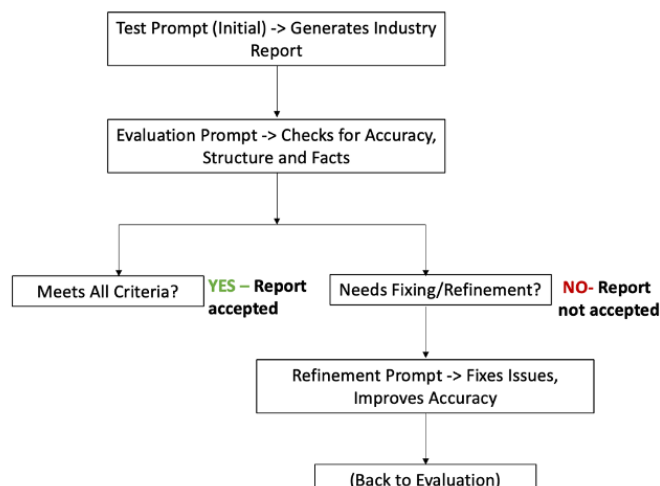 Test Prompt (Initial) -> Generates Industry
Report
Evaluation Prompt -> Checks for Accuracy,
Structure and Facts
Meets All Criteria?
YES – Report
accepted
Needs Fixing/Refinement?
NO- Report
not accepted
Refinement Prompt -> Fixes Issues,
Improves Accuracy
(Back to Evaluation)